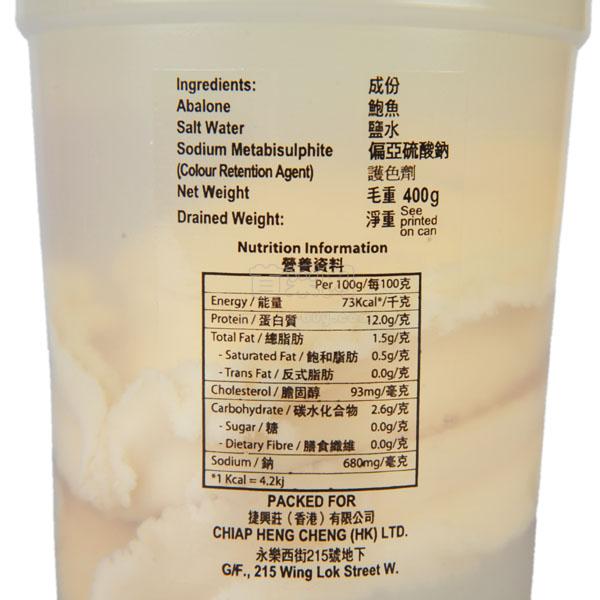 Ingredients: 成份
Abalone 鮑魚
Salt Water 鹽水
Sodium Metabisulphite 偏亞硫酸鈉
(Colour Retention Agent) 護色劑
Net Weight 毛重 400g
Drained Weight: 淨重 See printed on can
Nutrition Information
營養資料
Per 100g/每100克
Energy / 能量 73Kcal*/千克
Protein / 蛋白質 12.0g/克
Total Fat / 總脂肪 1.5g/克
- Saturated Fat / 飽和脂肪 0.5g/克
- Trans Fat / 反式脂肪 0.0g/克
Cholesterol / 膽固醇 93mg/毫克
Carbohydrate / 碳水化合物 2.6g/克
- Sugar / 糖 0.0g/克
- Dietary Fibre / 膳食纖維 0.0g/克
Sodium / 鈉 680mg/毫克
*1 Kcal = 4.2kj
PACKED FOR
捷興莊（香港）有限公司
CHIAP HENG CHENG (HK) LTD.
永樂西街215號地下
G/F., 215 Wing Lok Street W.